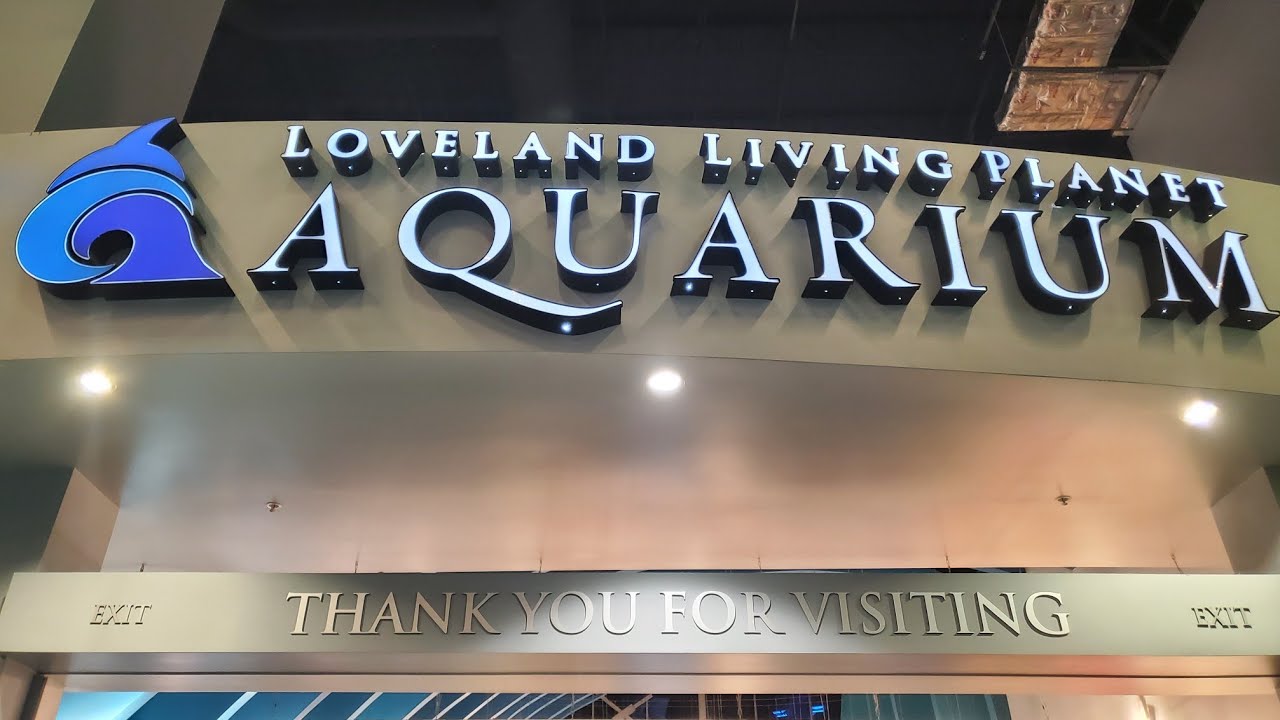 LOVELAND LIVING PLANET
AQUARIUM
EXIT THANK YOU FOR VISITING EXIT